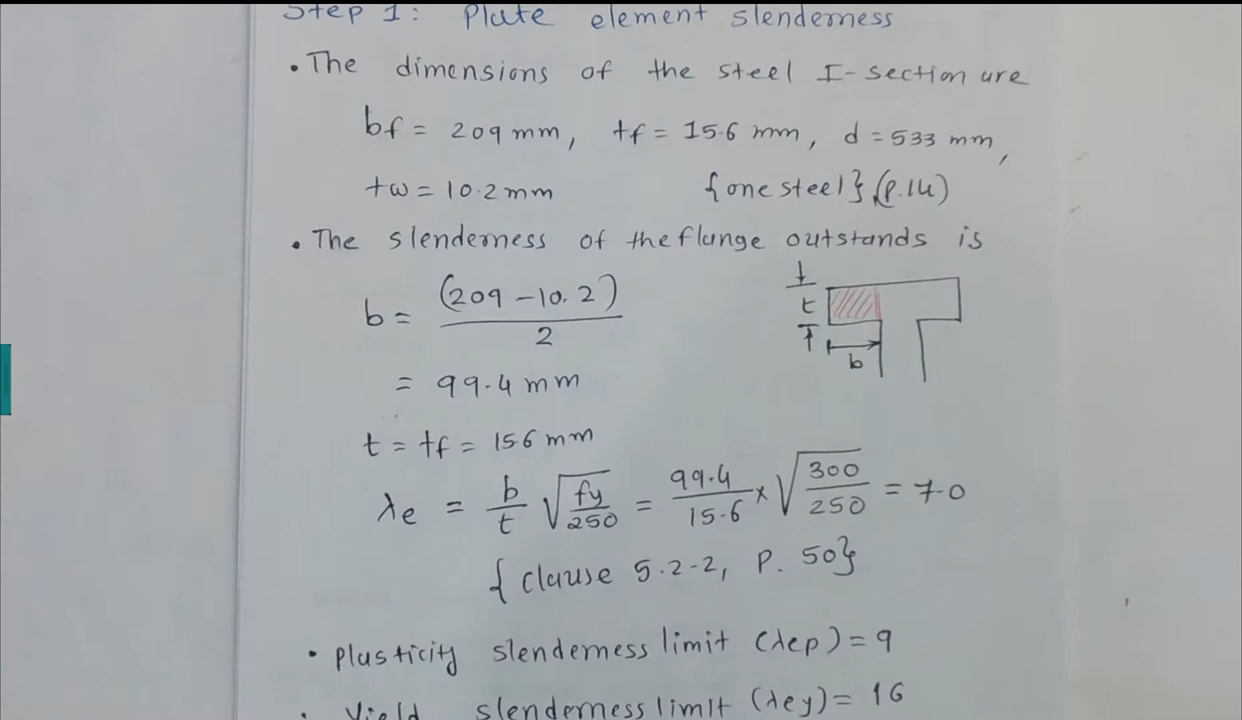 Step 1: Plate element slenderness
• The dimensions of the steel I-section are
bf = 209 mm, tf = 15.6 mm, d = 533 mm,
tw = 10.2 mm {one steel} (P.14)
• The slenderness of the flange outstands is
b = (209 - 10.2) / 2
t
b
= 99.4 mm
t = tf = 15.6 mm
λe = b/t √(fy/250) = 99.4/15.6 × √(300/250) = 7.0
{clause 5.2.2, P. 50}
• Plasticity slenderness limit (λep) = 9
• Yield slenderness limit (λey) = 16